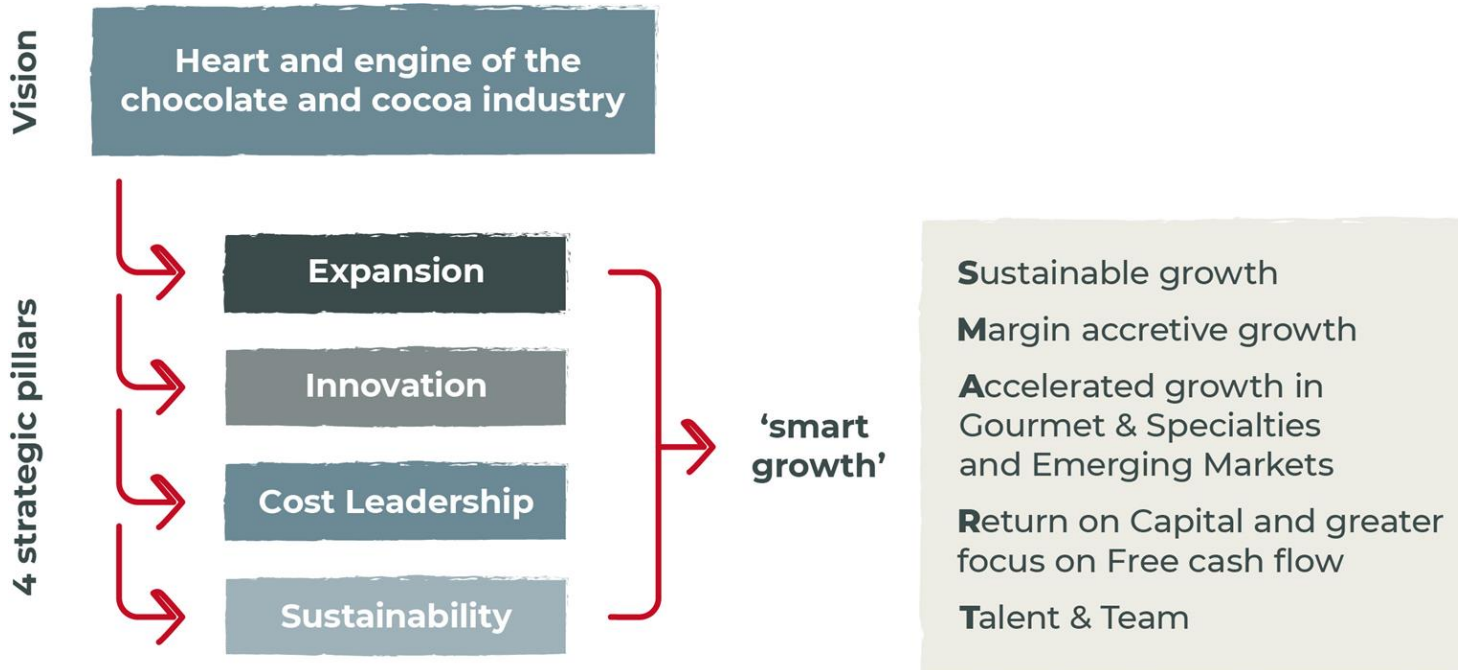 Vision
Heart and engine of the
chocolate and cocoa industry
4 strategic pillars
Expansion
Innovation
Cost Leadership
Sustainability
‘smart
growth’
Sustainable growth
Margin accretive growth
Accelerated growth in
Gourmet & Specialties
and Emerging Markets
Return on Capital and greater
focus on Free cash flow
Talent & Team